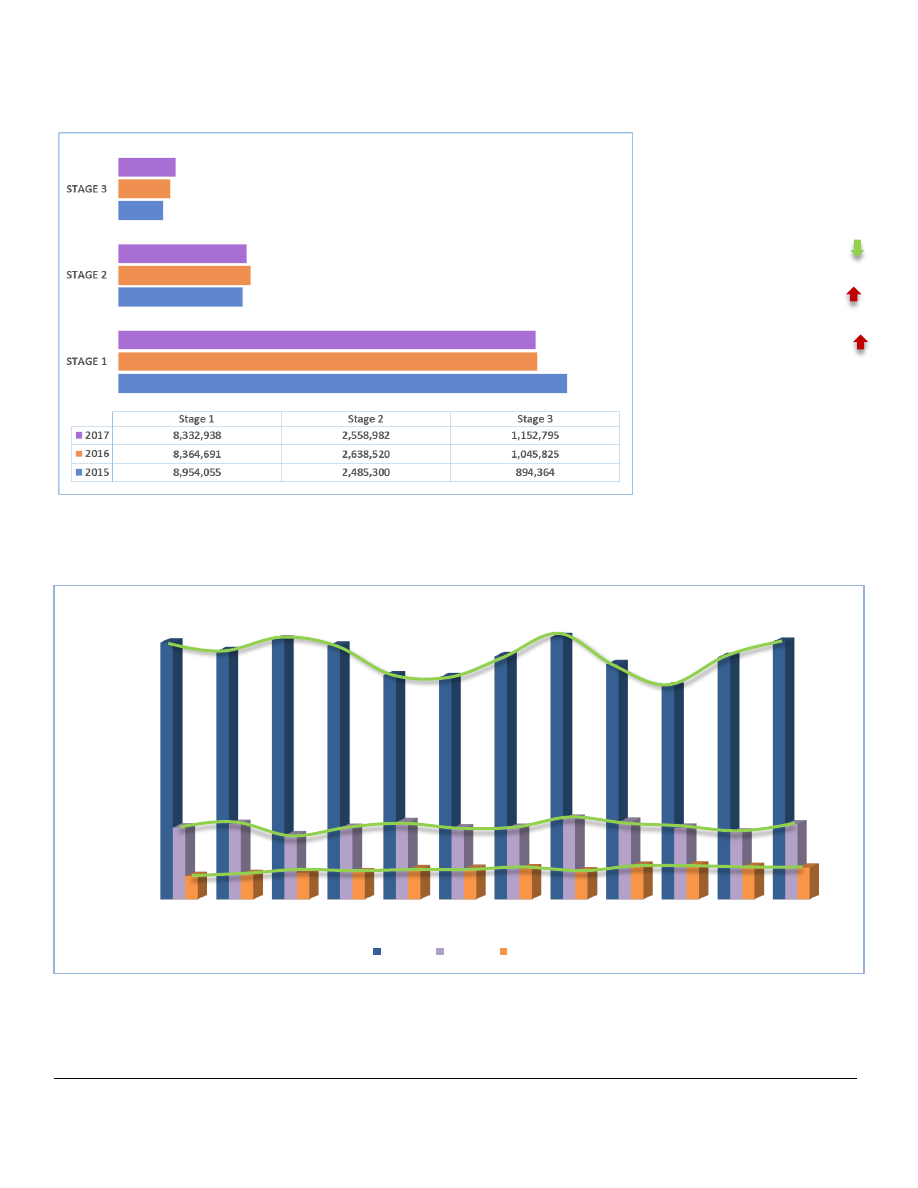 STAGE 3
STAGE 2
STAGE 1
Stage 1 Stage 2 Stage 3
2017 8,332,938 2,558,982 1,152,795
2016 8,364,691 2,638,520 1,045,825
2015 8,954,055 2,485,300 894,364